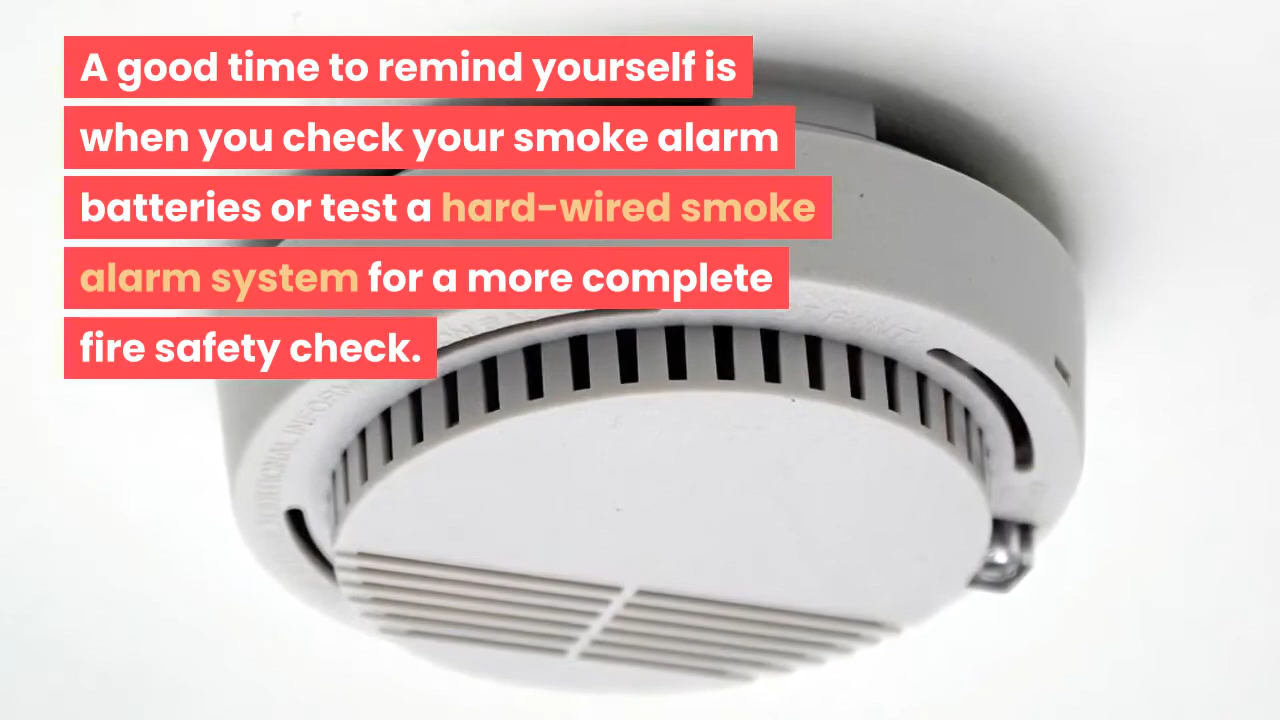 A good time to remind yourself is
when you check your smoke alarm
batteries or test a hard-wired smoke
alarm system for a more complete
fire safety check.